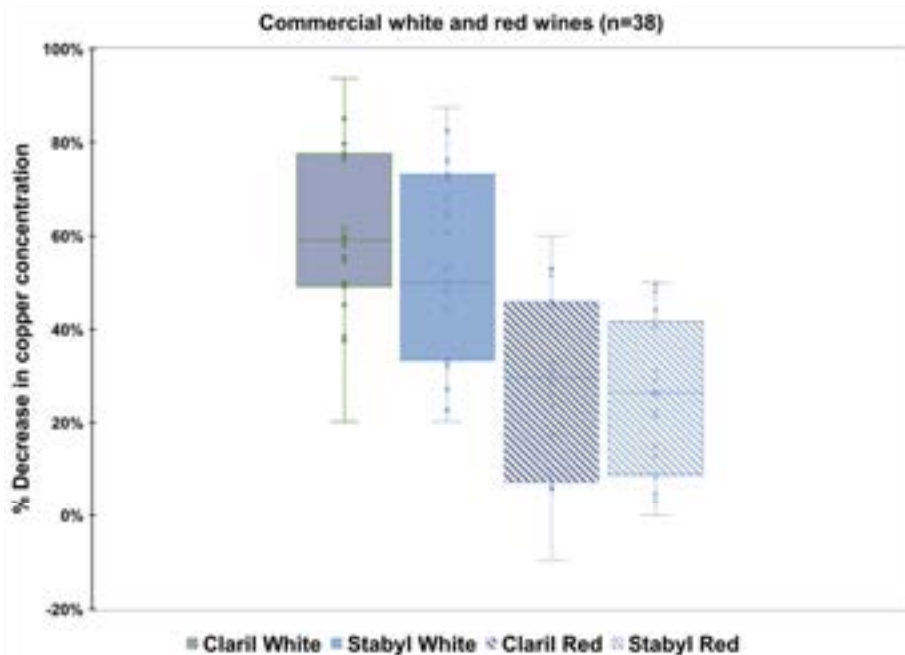 Commercial white and red wines (n=38)
% Decrease in copper concentration
100%
80%
60%
40%
20%
0%
-20%
Claril White Stabyl White Claril Red Stabyl Red